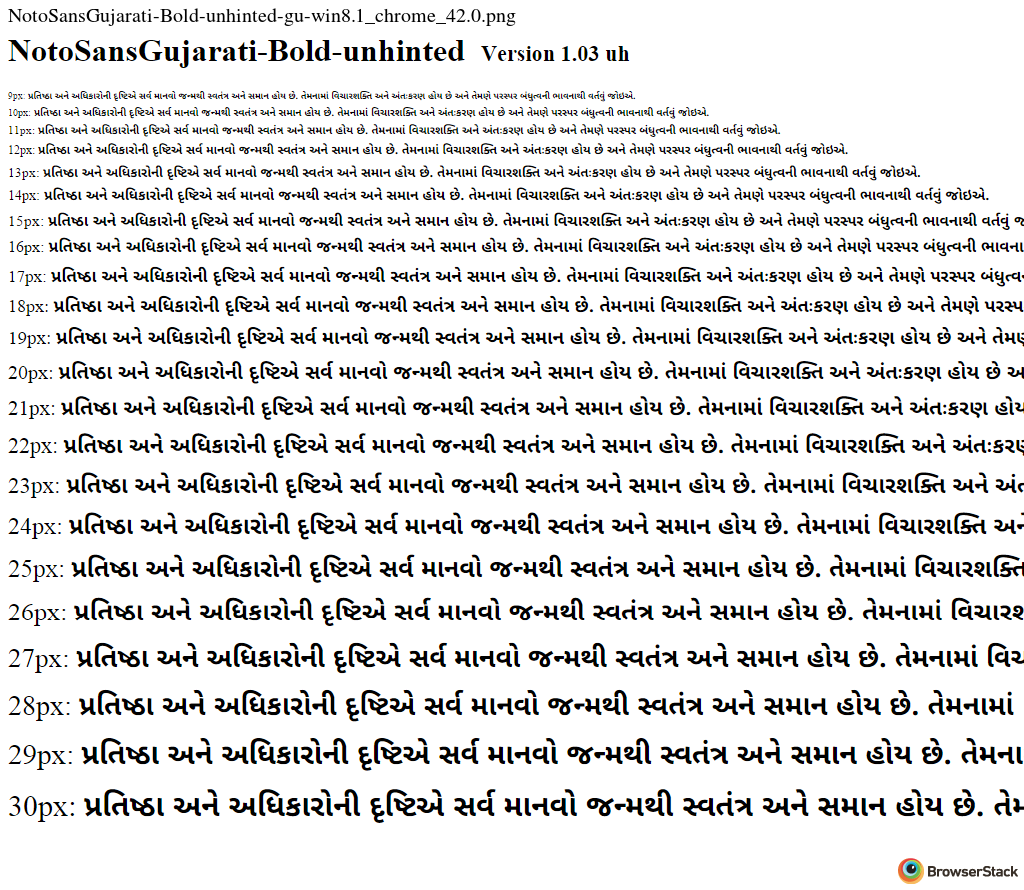 NotoSansGujarati-Bold-unhinted-gu-win8.1_chrome_42.0.png
NotoSansGujarati-Bold-unhinted Version 1.03 uh
9px: પ્રતિષ્ઠા અને અધિકારોની દૃષ્ટિએ સર્વ માનવો જન્મથી સ્વતંત્ર અને સમાન હોય છે. તેમનામાં વિચારશક્તિ અને અંતઃકરણ હોય છે અને તેમણે પરસ્પર બંધુત્વની ભાવનાથી વર્તવું જોઇએ.
10px: પ્રતિષ્ઠા અને અધિકારોની દૃષ્ટિએ સર્વ માનવો જન્મથી સ્વતંત્ર અને સમાન હોય છે. તેમનામાં વિચારશક્તિ અને અંતઃકરણ હોય છે અને તેમણે પરસ્પર બંધુત્વની ભાવનાથી વર્તવું જોઇએ.
11px: પ્રતિષ્ઠા અને અધિકારોની દૃષ્ટિએ સર્વ માનવો જન્મથી સ્વતંત્ર અને સમાન હોય છે. તેમનામાં વિચારશક્તિ અને અંતઃકરણ હોય છે અને તેમણે પરસ્પર બંધુત્વની ભાવનાથી વર્તવું જોઇએ.
12px: પ્રતિષ્ઠા અને અધિકારોની દૃષ્ટિએ સર્વ માનવો જન્મથી સ્વતંત્ર અને સમાન હોય છે. તેમનામાં વિચારશક્તિ અને અંતઃકરણ હોય છે અને તેમણે પરસ્પર બંધુત્વની ભાવનાથી વર્તવું જોઇએ.
13px: પ્રતિષ્ઠા અને અધિકારોની દૃષ્ટિએ સર્વ માનવો જન્મથી સ્વતંત્ર અને સમાન હોય છે. તેમનામાં વિચારશક્તિ અને અંતઃકરણ હોય છે અને તેમણે પરસ્પર બંધુત્વની ભાવનાથી વર્તવું જોઇએ.
14px: પ્રતિષ્ઠા અને અધિકારોની દૃષ્ટિએ સર્વ માનવો જન્મથી સ્વતંત્ર અને સમાન હોય છે. તેમનામાં વિચારશક્તિ અને અંતઃકરણ હોય છે અને તેમણે પરસ્પર બંધુત્વની ભાવનાથી વર્તવું જોઇએ.
15px: પ્રતિષ્ઠા અને અધિકારોની દૃષ્ટિએ સર્વ માનવો જન્મથી સ્વતંત્ર અને સમાન હોય છે. તેમનામાં વિચારશક્તિ અને અંતઃકરણ હોય છે અને તેમણે પરસ્પર બંધુત્વની ભાવનાથી વર્તવું
16px: પ્રતિષ્ઠા અને અધિકારોની દૃષ્ટિએ સર્વ માનવો જન્મથી સ્વતંત્ર અને સમાન હોય છે. તેમનામાં વિચારશક્તિ અને અંતઃકરણ હોય છે અને તેમણે પરસ્પર બંધુત્વની ભાવના
17px: પ્રતિષ્ઠા અને અધિકારોની દૃષ્ટિએ સર્વ માનવો જન્મથી સ્વતંત્ર અને સમાન હોય છે. તેમનામાં વિચારશક્તિ અને અંતઃકરણ હોય છે અને તેમણે પરસ્પર બંધુત્વ
18px: પ્રતિષ્ઠા અને અધિકારોની દૃષ્ટિએ સર્વ માનવો જન્મથી સ્વતંત્ર અને સમાન હોય છે. તેમનામાં વિચારશક્તિ અને અંતઃકરણ હોય છે અને તેમણે પરસ્પ
19px: પ્રતિષ્ઠા અને અધિકારોની દૃષ્ટિએ સર્વ માનવો જન્મથી સ્વતંત્ર અને સમાન હોય છે. તેમનામાં વિચારશક્તિ અને અંતઃકરણ હોય છે અને તેમણ
20px: પ્રતિષ્ઠા અને અધિકારોની દૃષ્ટિએ સર્વ માનવો જન્મથી સ્વતંત્ર અને સમાન હોય છે. તેમનામાં વિચારશક્તિ અને અંતઃકરણ હોય છે અ
21px: પ્રતિષ્ઠા અને અધિકારોની દૃષ્ટિએ સર્વ માનવો જન્મથી સ્વતંત્ર અને સમાન હોય છે. તેમનામાં વિચારશક્તિ અને અંતઃકરણ હોય
22px: પ્રતિષ્ઠા અને અધિકારોની દૃષ્ટિએ સર્વ માનવો જન્મથી સ્વતંત્ર અને સમાન હોય છે. તેમનામાં વિચારશક્તિ અને અંતઃકરણ
23px: પ્રતિષ્ઠા અને અધિકારોની દૃષ્ટિએ સર્વ માનવો જન્મથી સ્વતંત્ર અને સમાન હોય છે. તેમનામાં વિચારશક્તિ અને અંત
24px: પ્રતિષ્ઠા અને અધિકારોની દૃષ્ટિએ સર્વ માનવો જન્મથી સ્વતંત્ર અને સમાન હોય છે. તેમનામાં વિચારશક્તિ અને
25px: પ્રતિષ્ઠા અને અધિકારોની દૃષ્ટિએ સર્વ માનવો જન્મથી સ્વતંત્ર અને સમાન હોય છે. તેમનામાં વિચારશક્તિ
26px: પ્રતિષ્ઠા અને અધિકારોની દૃષ્ટિએ સર્વ માનવો જન્મથી સ્વતંત્ર અને સમાન હોય છે. તેમનામાં વિચારશ
27px: પ્રતિષ્ઠા અને અધિકારોની દૃષ્ટિએ સર્વ માનવો જન્મથી સ્વતંત્ર અને સમાન હોય છે. તેમનામાં વિચ
28px: પ્રતિષ્ઠા અને અધિકારોની દૃષ્ટિએ સર્વ માનવો જન્મથી સ્વતંત્ર અને સમાન હોય છે. તેમનામાં
29px: પ્રતિષ્ઠા અને અધિકારોની દૃષ્ટિએ સર્વ માનવો જન્મથી સ્વતંત્ર અને સમાન હોય છે. તેમના
30px: પ્રતિષ્ઠા અને અધિકારોની દૃષ્ટિએ સર્વ માનવો જન્મથી સ્વતંત્ર અને સમાન હોય છે. તેમ
BrowserStack